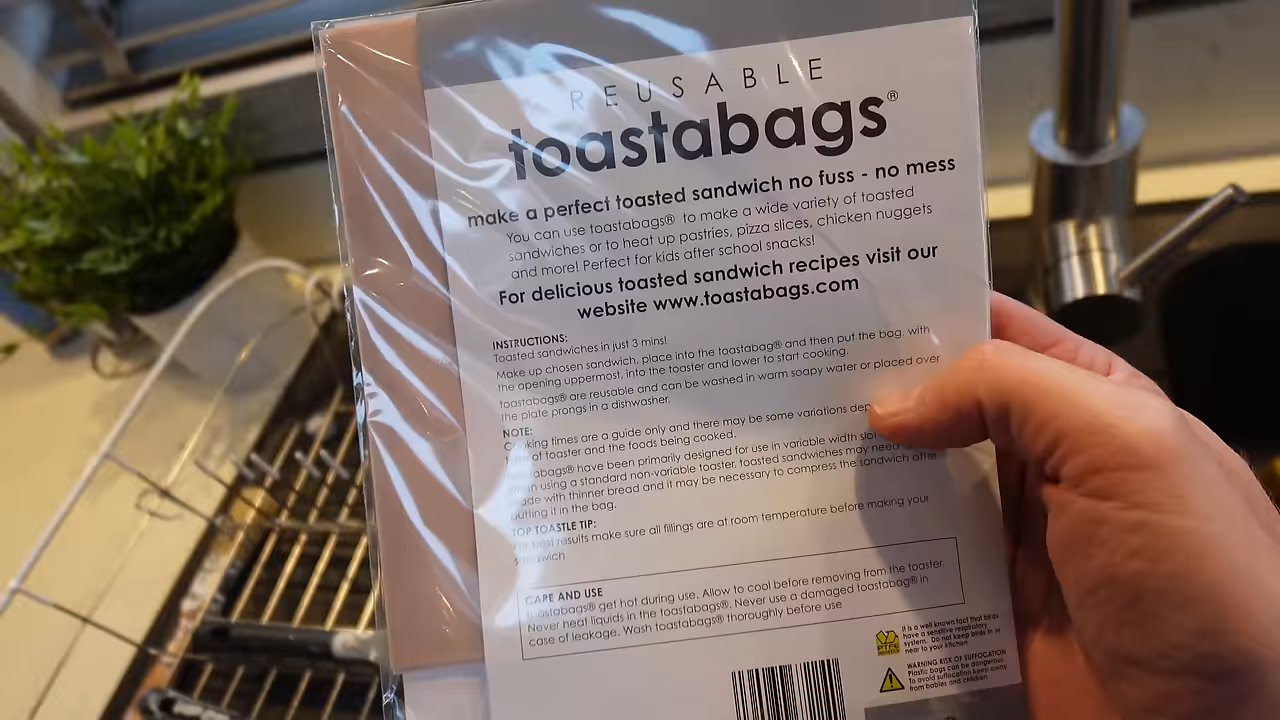 REUSABLE
toastabags®
make a perfect toasted sandwich no fuss - no mess
You can use toastabags® to make a wide variety of toasted
sandwiches or to heat up pastries, pizza slices, chicken nuggets
and more! Perfect for kids after school snacks!
For delicious toasted sandwich recipes visit our
website www.toastabags.com
INSTRUCTIONS:
Toasted sandwiches in just 3 mins!
Make up chosen sandwich, place into the toastabag® and then put the bag, with
the opening uppermost, into the toaster and lower to start cooking.
toastabags® are reusable and can be washed in warm soapy water or placed over
the plate prongs in a dishwasher.
NOTE:
Cooking times are a guide only and there may be some variations
of toaster and the foods being cooked.
have been primarily designed for use in variable width slot
using a standard non-variable toaster, toasted sandwiches may need
made with thinner bread and it may be necessary to compress the sandwich after
putting it in the bag.
TOP TOASTLE TIP:
For best results make sure all fillings are at room temperature before making your
sandwich
CARE AND USE
toastabags® get hot during use. Allow to cool before removing from the toaster.
Never heat liquids in the toastabags®. Never use a damaged toastabag® in
case of leakage. Wash toastabags® thoroughly before use
PTFE
It is a well known fact that birds
have a sensitive respiratory
system. Do not keep birds in or
near to your kitchen.
WARNING RISK OF SUFFOCATION
Plastic bags can be dangerous
To avoid suffocation keep away
from babies and children